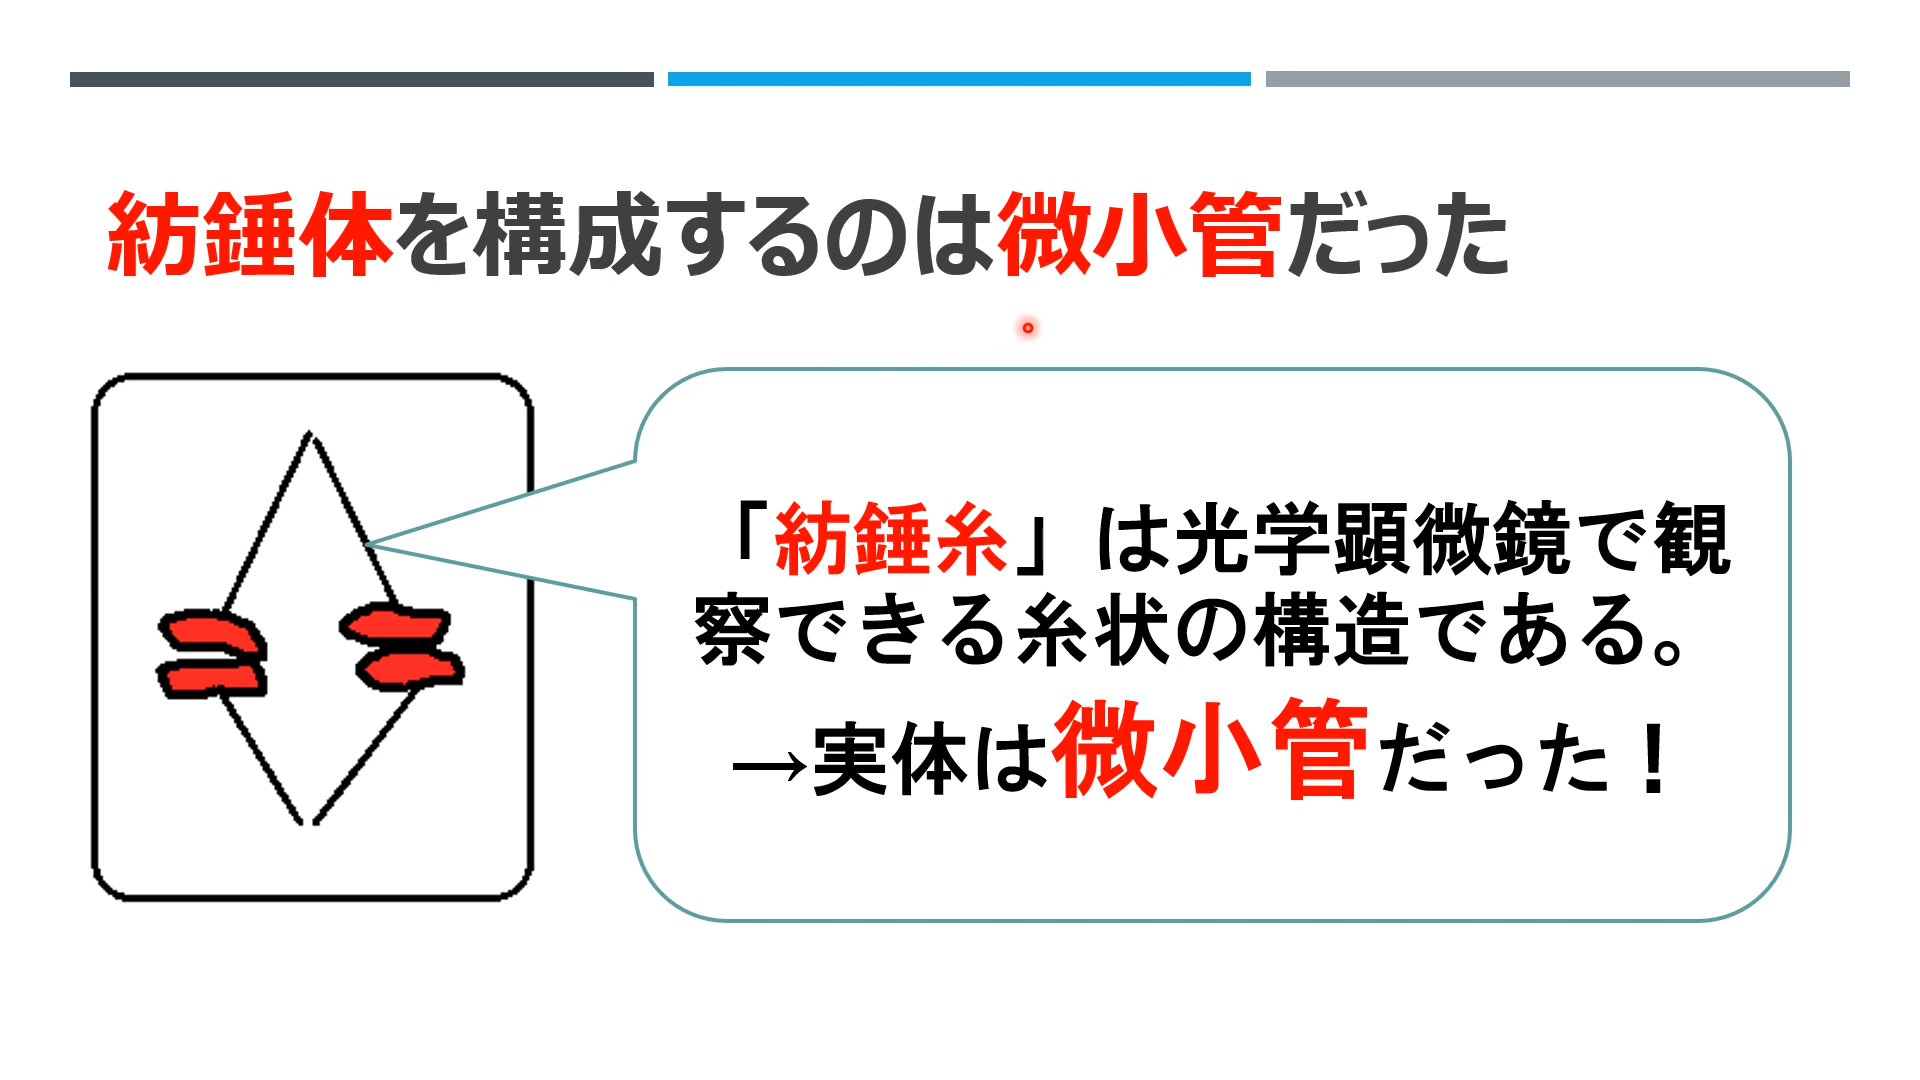 紡錘体を構成するのは微小管だった
「紡錘糸」は光学顕微鏡で観
察できる糸状の構造である。
→実体は微小管だった！